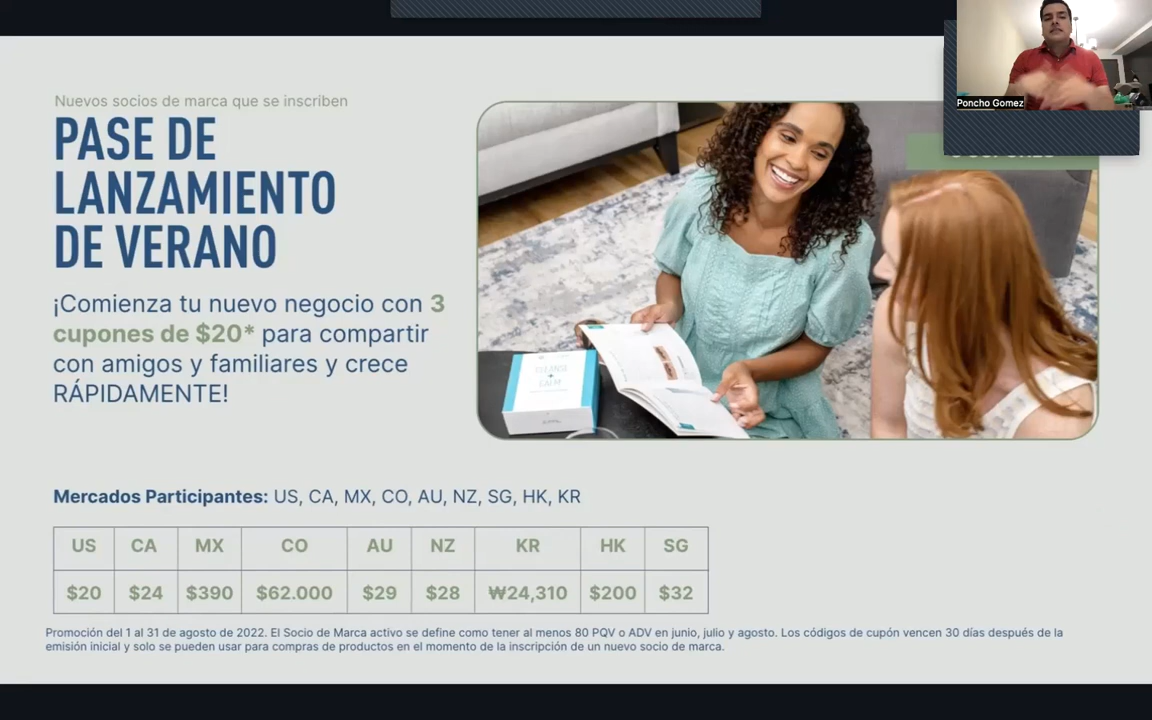 Poncho Gomez
Nuevos socios de marca que se inscriben
PASE DE
LANZAMIENTO
DE VERANO
¡Comienza tu nuevo negocio con 3
cupones de $20* para compartir
con amigos y familiares y crece
RÁPIDAMENTE!
CLEANSE
+
CALM
Mercados Participantes: US, CA, MX, CO, AU, NZ, SG, HK, KR
US CA MX CO AU NZ KR HK SG
$20 $24 $390 $62.000 $29 $28 ₩24,310 $200 $32
Promoción del 1 al 31 de agosto de 2022. El Socio de Marca activo se define como tener al menos 80 PQV o ADV en junio, julio y agosto. Los códigos de cupón vencen 30 días después de la
emisión inicial y solo se pueden usar para compras de productos en el momento de la inscripción de un nuevo socio de marca.